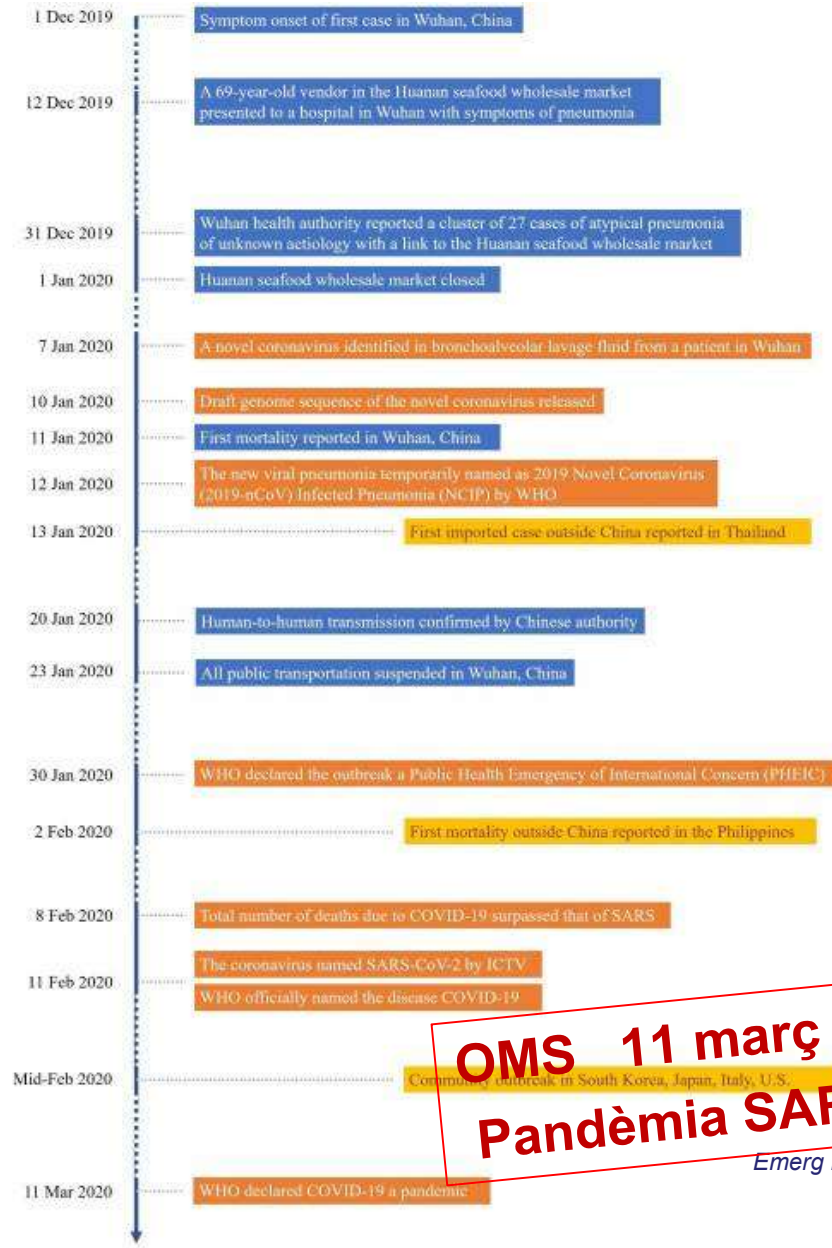 1 Dec 2019
Symptom onset of first case in Wuhan, China
12 Dec 2019
A 69-year-old vendor in the Huanan seafood wholesale market
presented to a hospital in Wuhan with symptoms of pneumonia
31 Dec 2019
Wuhan health authority reported a cluster of 27 cases of atypical pneumonia
of unknown aetiology with a link to the Huanan seafood wholesale market
1 Jan 2020
Huanan seafood wholesale market closed
7 Jan 2020
A novel coronavirus identified in bronchoalveolar lavage fluid from a patient in Wuhan
10 Jan 2020
Draft genome sequence of the novel coronavirus released
11 Jan 2020
First mortality reported in Wuhan, China
12 Jan 2020
The new viral pneumonia temporarily named as 2019 Novel Coronavirus
(2019-nCoV) Infected Pneumonia (NCIP) by WHO
13 Jan 2020
First imported case outside China reported in Thailand
20 Jan 2020
Human-to-human transmission confirmed by Chinese authority
23 Jan 2020
All public transportation suspended in Wuhan, China
30 Jan 2020
WHO declared the outbreak a Public Health Emergency of International Concern (PHEIC)
2 Feb 2020
First mortality outside China reported in the Philippines
8 Feb 2020
Total number of deaths due to COVID-19 surpassed that of SARS
11 Feb 2020
The coronavirus named SARS-CoV-2 by ICTV
WHO officially named the disease COVID-19
Mid-Feb 2020
Community outbreak in South Korea, Japan, Italy, U.S.
OMS 11 març
Pandèmia
Emerg
11 Mar 2020
WHO declared COVID-19 a pandemic